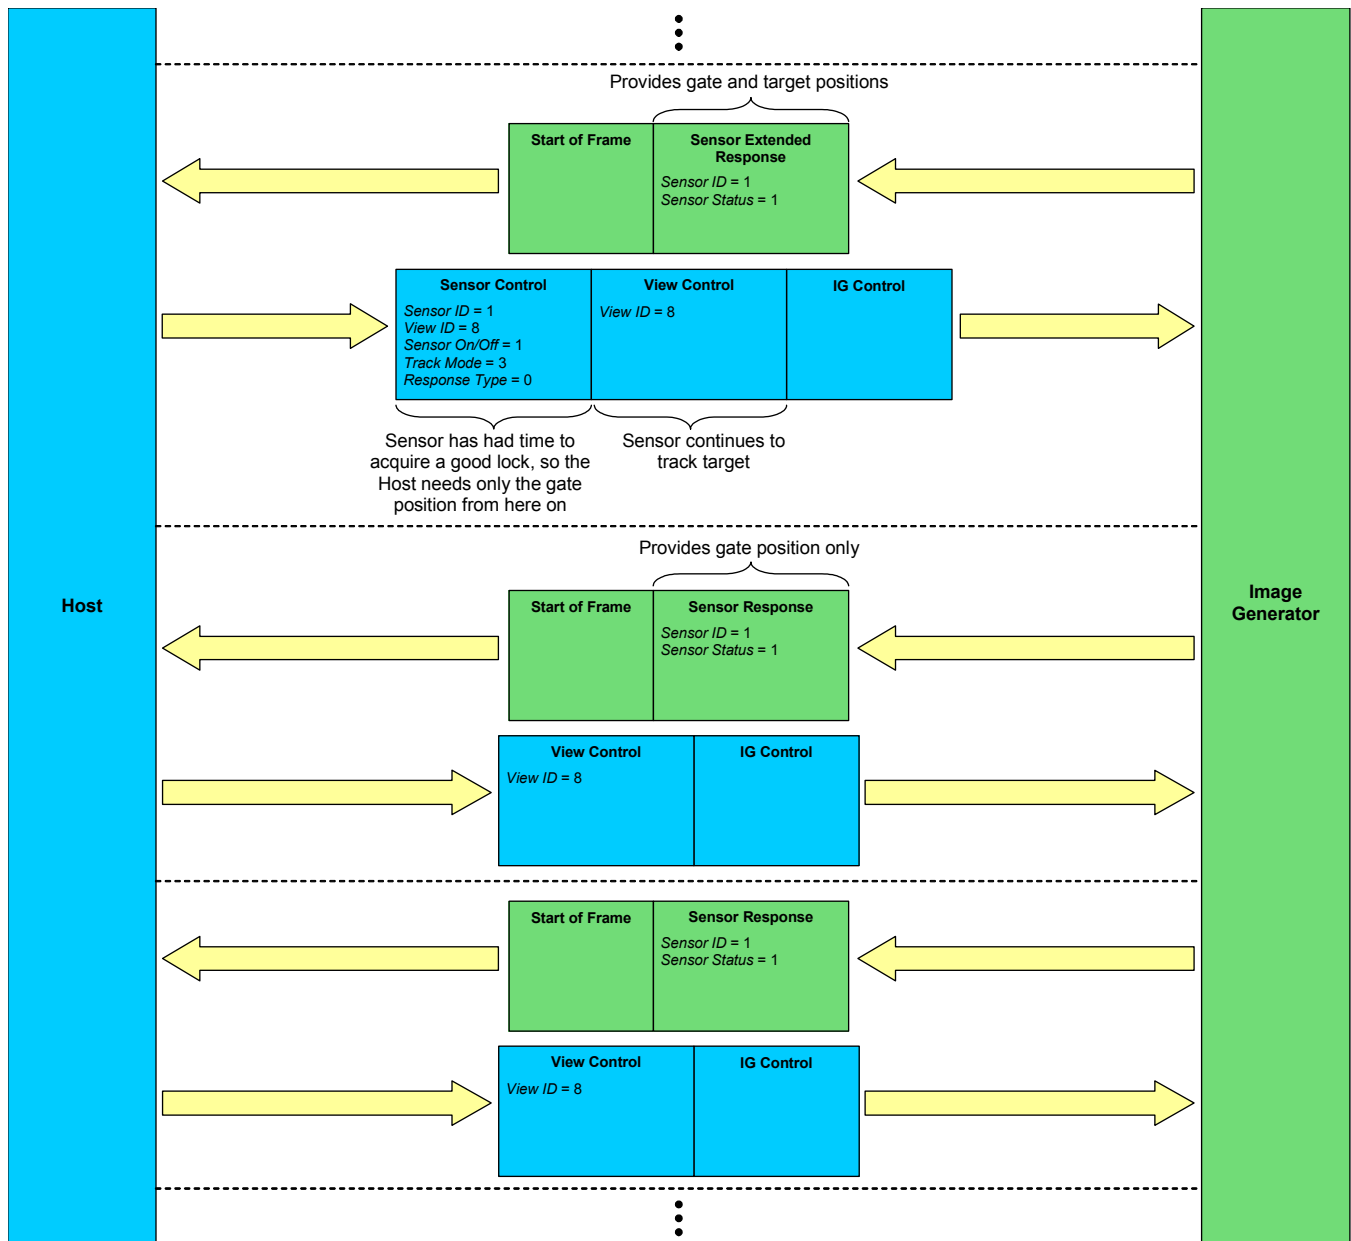 Provides gate and target positions
Start of Frame
Sensor Extended
Response
Sensor ID = 1
Sensor Status = 1
Sensor Control
Sensor ID = 1
View ID = 8
Sensor On/Off = 1
Track Mode = 3
Response Type = 0
View Control
View ID = 8
IG Control
Sensor has had time to
acquire a good lock, so the
Host needs only the gate
position from here on
Sensor continues to
track target
Host
Image
Generator
Provides gate position only
Start of Frame
Sensor Response
Sensor ID = 1
Sensor Status = 1
View Control
View ID = 8
IG Control
Start of Frame
Sensor Response
Sensor ID = 1
Sensor Status = 1
View Control
View ID = 8
IG Control